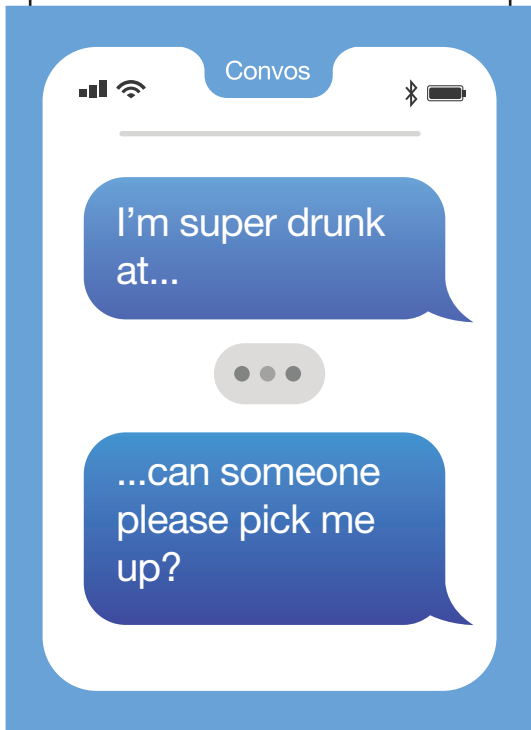 Convos
I’m super drunk
at...
...can someone
please pick me
up?